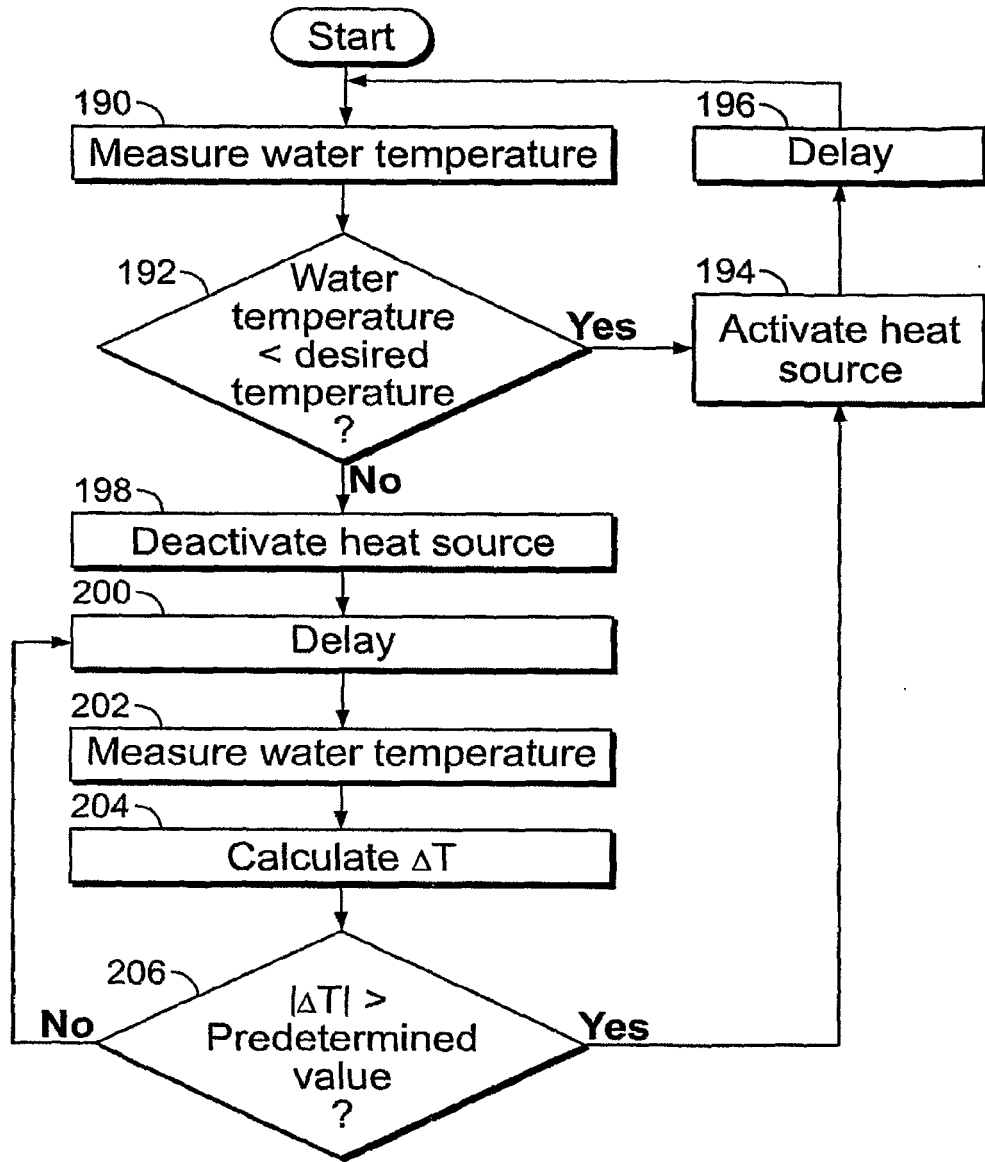 Start
190
Measure water temperature
196
Delay
192
Water
temperature
< desired
temperature
?
Yes
194
Activate heat
source
No
198
Deactivate heat source
200
Delay
202
Measure water temperature
204
Calculate ΔT
206
|ΔT| >
Predetermined
value
?
No
Yes